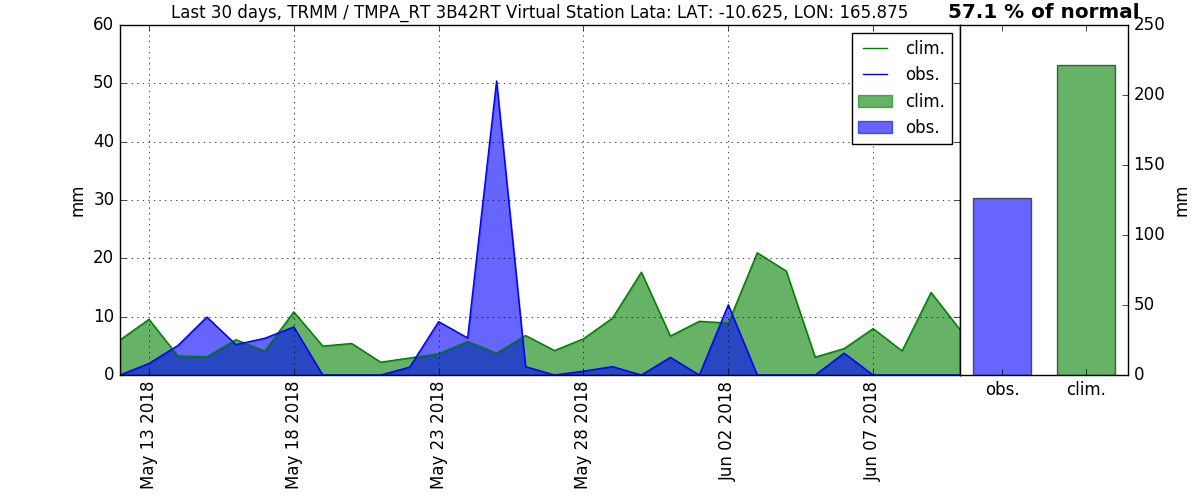 Last 30 days, TRMM / TMPA_RT 3B42RT Virtual Station Lata: LAT: -10.625, LON: 165.875
57.1 % of normal
60
50
40
30
20
10
0
mm
clim.
obs.
clim.
obs.
May 13 2018
May 18 2018
May 23 2018
May 28 2018
Jun 02 2018
Jun 07 2018
250
200
150
100
50
0
mm
obs.
clim.